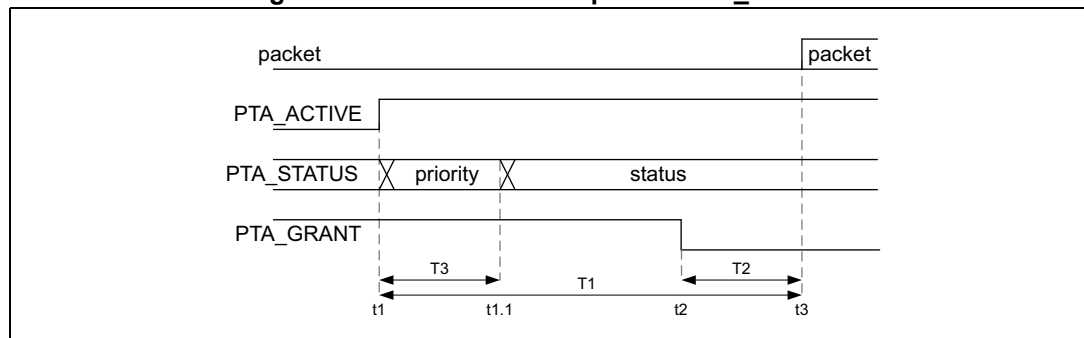 packet packet
PTA_ACTIVE
PTA_STATUS priority status
PTA_GRANT
T3 T2
T1
t1 t1.1 t2 t3